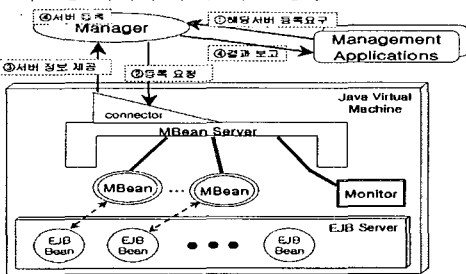 ④서버 등록
Manager
①해당서버 등록요구
Management
Applications
④결과 보고
③서버 정보 제공
②등록 요청
Java Virtual
Machine
connector
MBean Server
MBean
...
MBean
Monitor
EJB Server
EJB
Bean
EJB
Bean
● ● ●
EJB
Bean